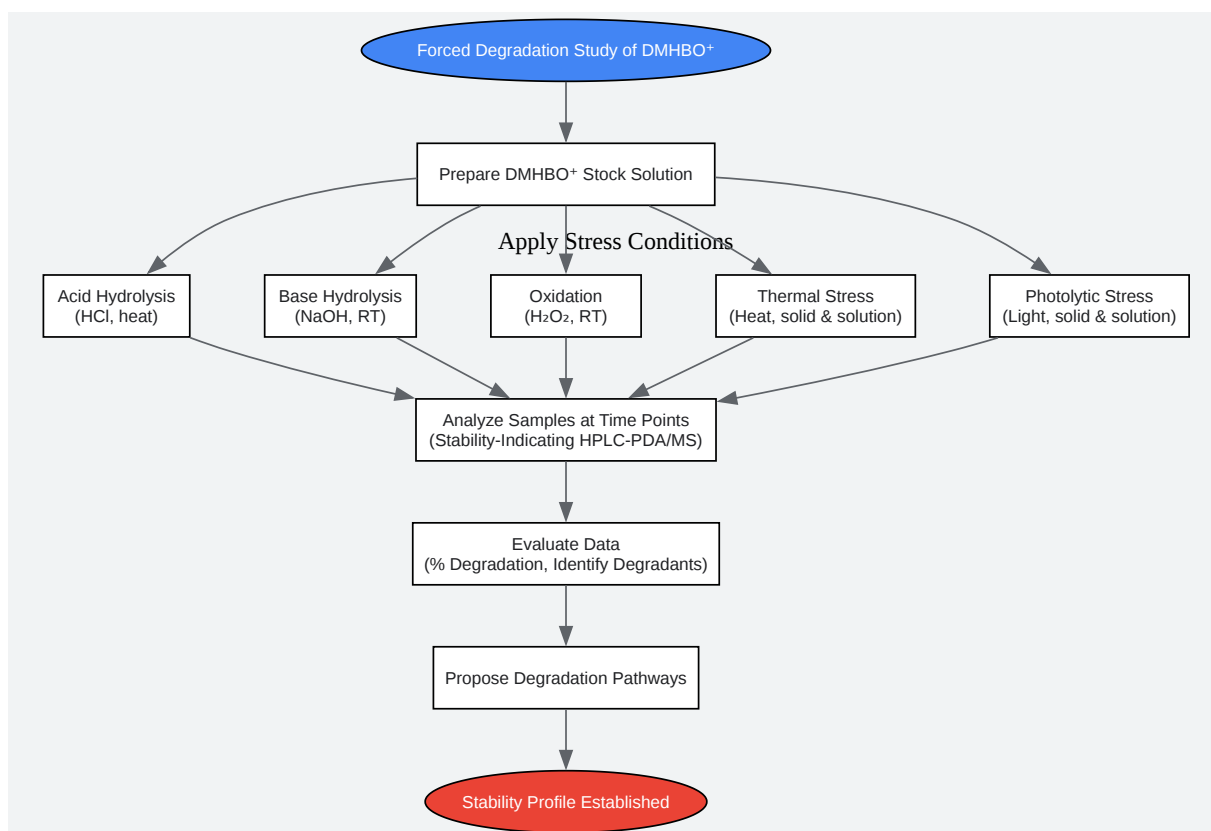 Forced Degradation Study of DMHBO⁺
Prepare DMHBO⁺ Stock Solution
Apply Stress Conditions
Acid Hydrolysis
(HCl, heat)
Base Hydrolysis
(NaOH, RT)
Oxidation
(H₂O₂, RT)
Thermal Stress
(Heat, solid & solution)
Photolytic Stress
(Light, solid & solution)
Analyze Samples at Time Points
(Stability-Indicating HPLC-PDA/MS)
Evaluate Data
(% Degradation, Identify Degradants)
Propose Degradation Pathways
Stability Profile Established